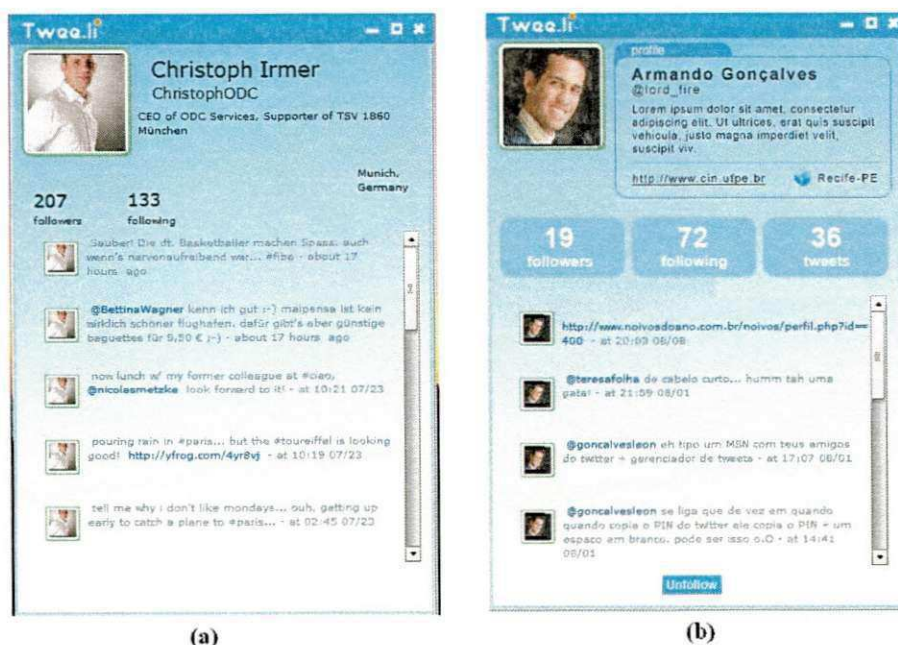 Twee.li
Christoph Irmer
ChristophODC
CEO of ODC Services, Supporter of TSV 1860
München
Munich,
Germany
207
followers
133
following
Sauber! Die dt. Basketballer machen Spass, auch
wenn's nervenaufreibend war... #fiba - about 17
hours ago
@BettinaWagner kenn ich gut :-) malpensa ist kein
wirklich schöner flughafen. dafür gibt's aber günstige
baguettes für 9,50 € ;-) - about 17 hours ago
now lunch w/ my former colleague at #ciao,
@nicolasmetzke look forward to it! - at 10:21 07/23
pouring rain in #paris... but the #toureiffel is looking
good! http://yfrog.com/4yr8vj - at 10:19 07/23
tell me why i don't like mondays... ouh, getting up
early to catch a plane to #paris... - at 02:45 07/23
(a)
Twee.li
profile
Armando Gonçalves
@lord_fire
Lorem ipsum dolor sit amet, consectetur
adipiscing elit. Ut ultrices, erat quis suscipit
vehicula, justo magna imperdiet velit,
suscipit viv.
http://www.cin.ufpe.br
Recife-PE
19
followers
72
following
36
tweets
http://www.noivosdoano.com.br/noivos/perfil.php?id==
400 - at 20:03 08/08
@teresafolha de cabelo curto... humm tah uma
gata! - at 21:59 08/01
@goncalvesleon eh tipo um MSN com teus amigos
do twitter + gerenciador de tweets - at 17:07 08/01
@goncalvesleon se liga que de vez em quando
quando copia o PIN do twitter ele copia o PIN + um
espaco em branco. pode ser isso o.O - at 14:41
08/01
Unfollow
(b)